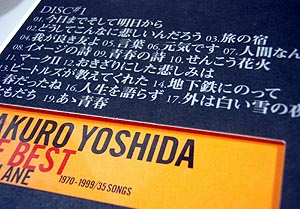 DISC#1
01.今日までそして明日から
02.どうしてこんなに悲しいんだろう 03.旅の宿
04.我が良き友よ 05.言葉 06.元気です 07.人間なん
08.イメージの詩 09.青春の詩 10.せんこう花火
11.マークII 12.おきざりにした悲しみは
13.ビートルズが教えてくれた 14.地下鉄にのって
春だったね 16.人生を語らず 17.外は白い雪の夜
ともだち 19.あゝ青春
AKURO YOSHIDA
E BEST
LANE
1970-1999/35 SONGS